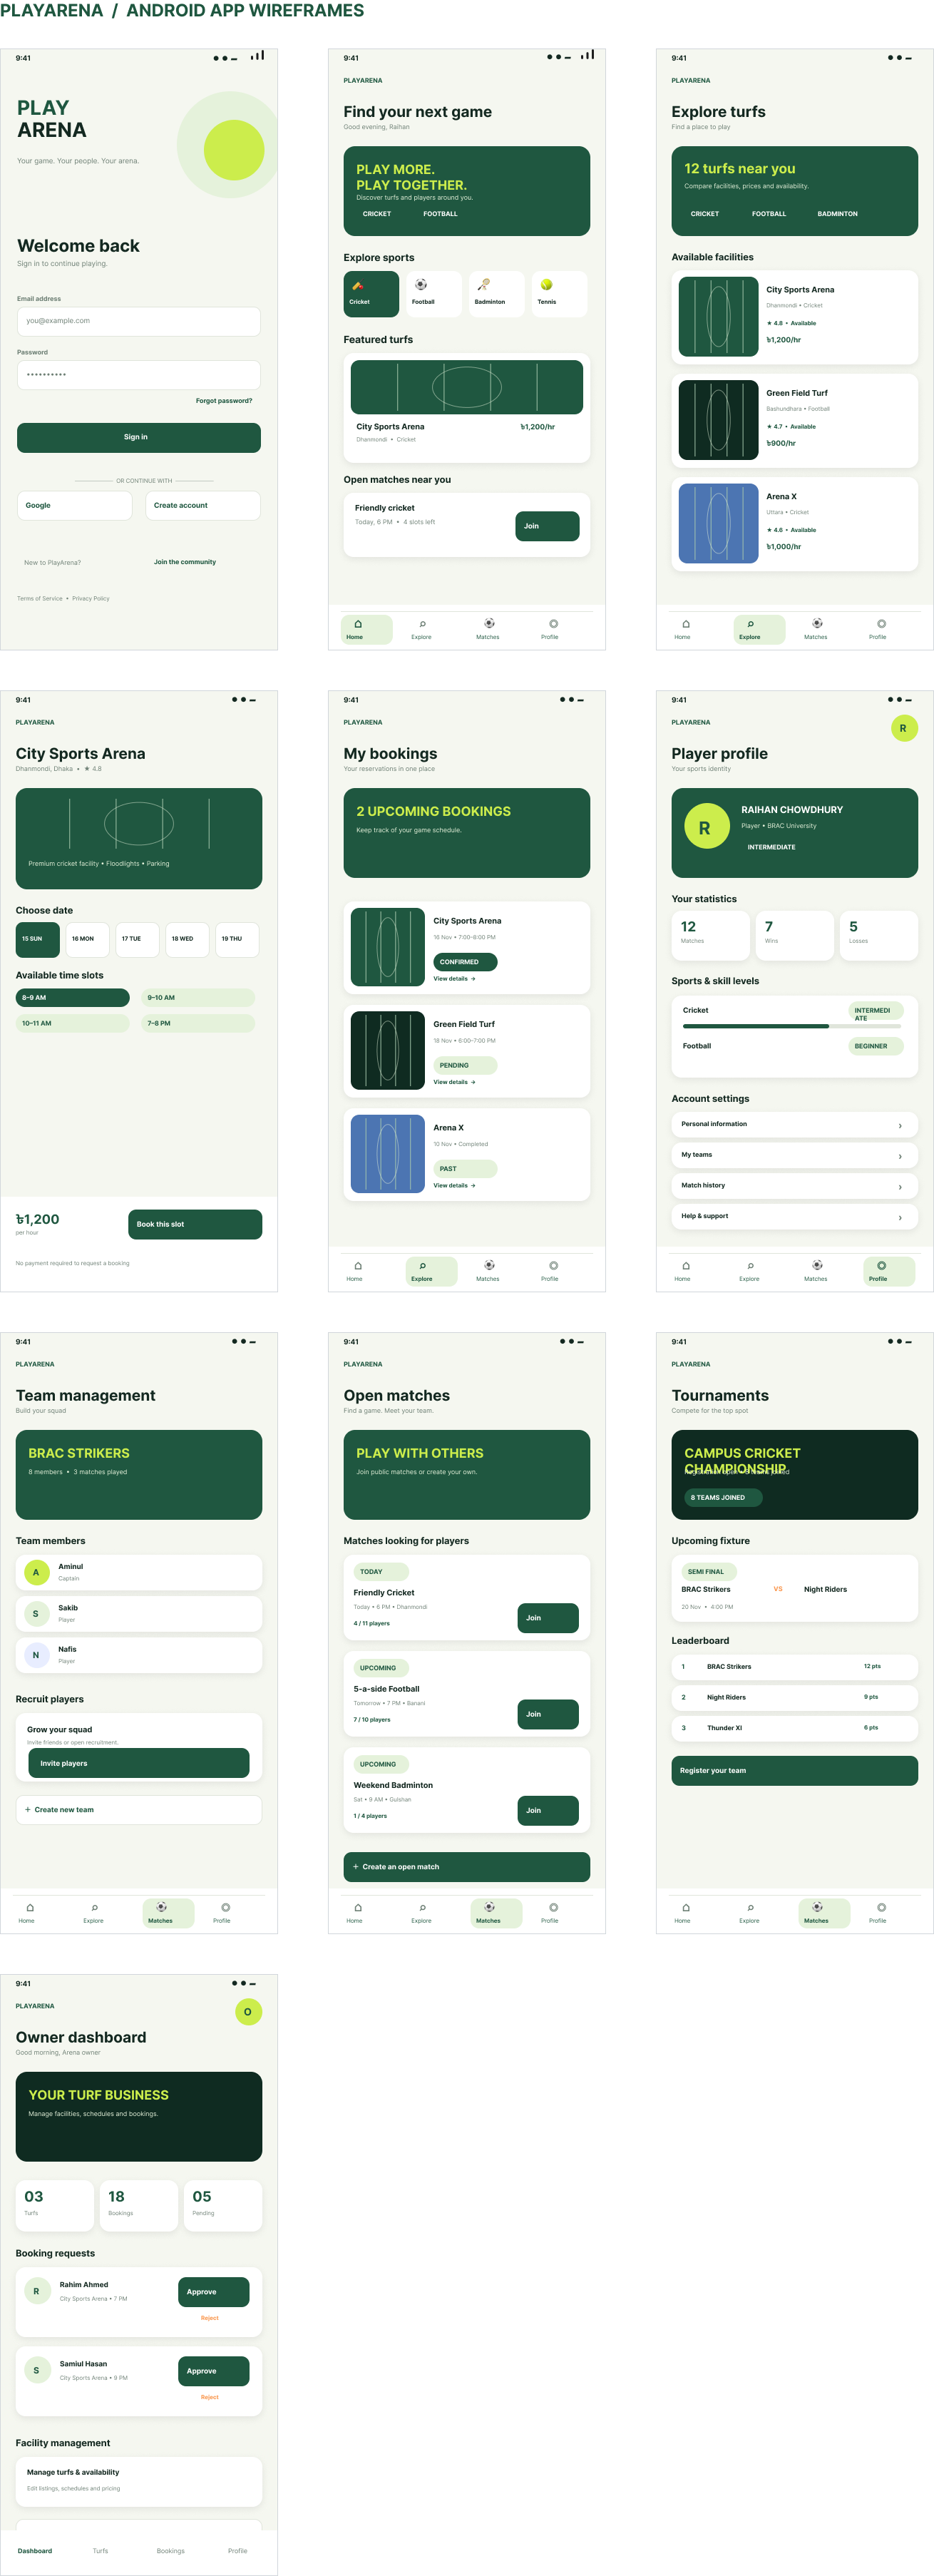 PLAYARENA / ANDROID APP WIREFRAMES
9:41
PLAY
ARENA
Your game. Your people. Your arena.
Welcome back
Sign in to continue playing.
Email address
you@example.com
Password
••••••••••
Forgot password?
Sign in
OR CONTINUE WITH
Google
Create account
New to PlayArena?
Join the community
Terms of Service • Privacy Policy
9:41
PLAYARENA
Find your next game
Good evening, Raihan
PLAY MORE.
PLAY TOGETHER.
Discover turfs and players around you.
CRICKET
FOOTBALL
Explore sports
Cricket
Football
Badminton
Tennis
Featured turfs
City Sports Arena
৳1,200/hr
Dhanmondi • Cricket
Open matches near you
Friendly cricket
Today, 6 PM • 4 slots left
Join
Home
Explore
Matches
Profile
9:41
PLAYARENA
Explore turfs
Find a place to play
12 turfs near you
Compare facilities, prices and availability.
CRICKET
FOOTBALL
BADMINTON
Available facilities
City Sports Arena
Dhanmondi • Cricket
★ 4.8 • Available
৳1,200/hr
Green Field Turf
Bashundhara • Football
★ 4.7 • Available
৳900/hr
Arena X
Uttara • Cricket
★ 4.6 • Available
৳1,000/hr
Home
Explore
Matches
Profile
9:41
PLAYARENA
City Sports Arena
Dhanmondi, Dhaka • ★ 4.8
Premium cricket facility • Floodlights • Parking
Choose date
15 SUN
16 MON
17 TUE
18 WED
19 THU
Available time slots
8–9 AM
9–10 AM
10–11 AM
7–8 PM
৳1,200
per hour
Book this slot
No payment required to request a booking
9:41
PLAYARENA
My bookings
Your reservations in one place
2 UPCOMING BOOKINGS
Keep track of your game schedule.
City Sports Arena
16 Nov • 7:00–8:00 PM
CONFIRMED
View details →
Green Field Turf
18 Nov • 6:00–7:00 PM
PENDING
View details →
Arena X
10 Nov • Completed
PAST
View details →
Home
Explore
Matches
Profile
9:41
PLAYARENA
R
Player profile
Your sports identity
R
RAIHAN CHOWDHURY
Player • BRAC University
INTERMEDIATE
Your statistics
12
Matches
7
Wins
5
Losses
Sports & skill levels
Cricket
INTERMEDI
ATE
Football
BEGINNER
Account settings
Personal information ›
My teams ›
Match history ›
Help & support ›
Home
Explore
Matches
Profile
9:41
PLAYARENA
Team management
Build your squad
BRAC STRIKERS
8 members • 3 matches played
Team members
A
Aminul
Captain
S
Sakib
Player
N
Nafis
Player
Recruit players
Grow your squad
Invite friends or open recruitment.
Invite players
+ Create new team
Home
Explore
Matches
Profile
9:41
PLAYARENA
Open matches
Find a game. Meet your team.
PLAY WITH OTHERS
Join public matches or create your own.
Matches looking for players
TODAY
Friendly Cricket
Today • 6 PM • Dhanmondi
4 / 11 players
Join
UPCOMING
5-a-side Football
Tomorrow • 7 PM • Banani
7 / 10 players
Join
UPCOMING
Weekend Badminton
Sat • 9 AM • Gulshan
1 / 4 players
Join
+ Create an open match
Home
Explore
Matches
Profile
9:41
PLAYARENA
Tournaments
Compete for the top spot
CAMPUS CRICKET
CHAMPIONSHIP
8 TEAMS JOINED
Upcoming fixture
SEMI FINAL
BRAC Strikers
VS
Night Riders
20 Nov • 4:00 PM
Leaderboard
1 BRAC Strikers 12 pts
2 Night Riders 9 pts
3 Thunder XI 6 pts
Register your team
Home
Explore
Matches
Profile
9:41
PLAYARENA
O
Owner dashboard
Good morning, Arena owner
YOUR TURF BUSINESS
Manage facilities, schedules and bookings.
03
Turfs
18
Bookings
05
Pending
Booking requests
R
Rahim Ahmed
City Sports Arena • 7 PM
Approve
Reject
S
Samiul Hasan
City Sports Arena • 9 PM
Approve
Reject
Facility management
Manage turfs & availability
Edit listings, schedules and pricing
Dashboard
Turfs
Bookings
Profile